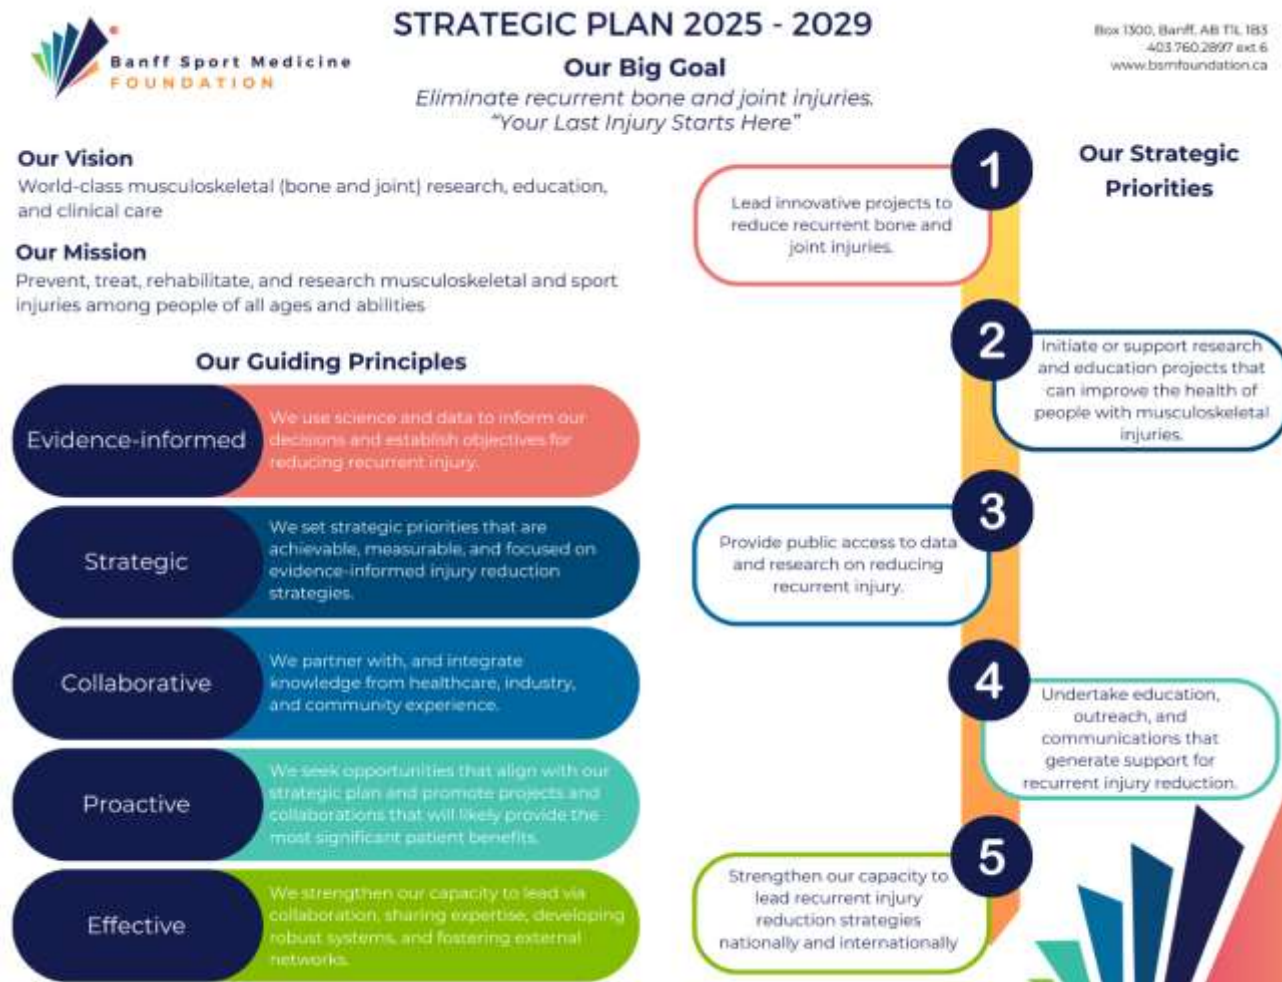 Banff Sport Medicine
FOUNDATION
STRATEGIC PLAN 2025 - 2029
Our Big Goal
Eliminate recurrent bone and joint injuries.
"Your Last Injury Starts Here"
Box 1300, Banff, AB T1L 1B3
403.760.2897 ext 6
www.bsmfoundation.ca
Our Vision
World-class musculoskeletal (bone and joint) research, education,
and clinical care
Our Mission
Prevent, treat, rehabilitate, and research musculoskeletal and sport
injuries among people of all ages and abilities
Our Guiding Principles
Evidence-informed
We use science and data to inform our
decisions and establish objectives for
reducing recurrent injury.
Strategic
We set strategic priorities that are
achievable, measurable, and focused on
evidence-informed injury reduction
strategies.
Collaborative
We partner with, and integrate
knowledge from healthcare, industry,
and community experience.
Proactive
We seek opportunities that align with our
strategic plan and promote projects and
collaborations that will likely provide the
most significant patient benefits.
Effective
We strengthen our capacity to lead via
collaboration, sharing expertise, developing
robust systems, and fostering external
networks.
Our Strategic
Priorities
1
Lead innovative projects to
reduce recurrent bone and
joint injuries.
2
Initiate or support research
and education projects that
can improve the health of
people with musculoskeletal
injuries.
3
Provide public access to data
and research on reducing
recurrent injury.
4
Undertake education,
outreach, and
communications that
generate support for
recurrent injury reduction.
5
Strengthen our capacity to
lead recurrent injury
reduction strategies
nationally and internationally